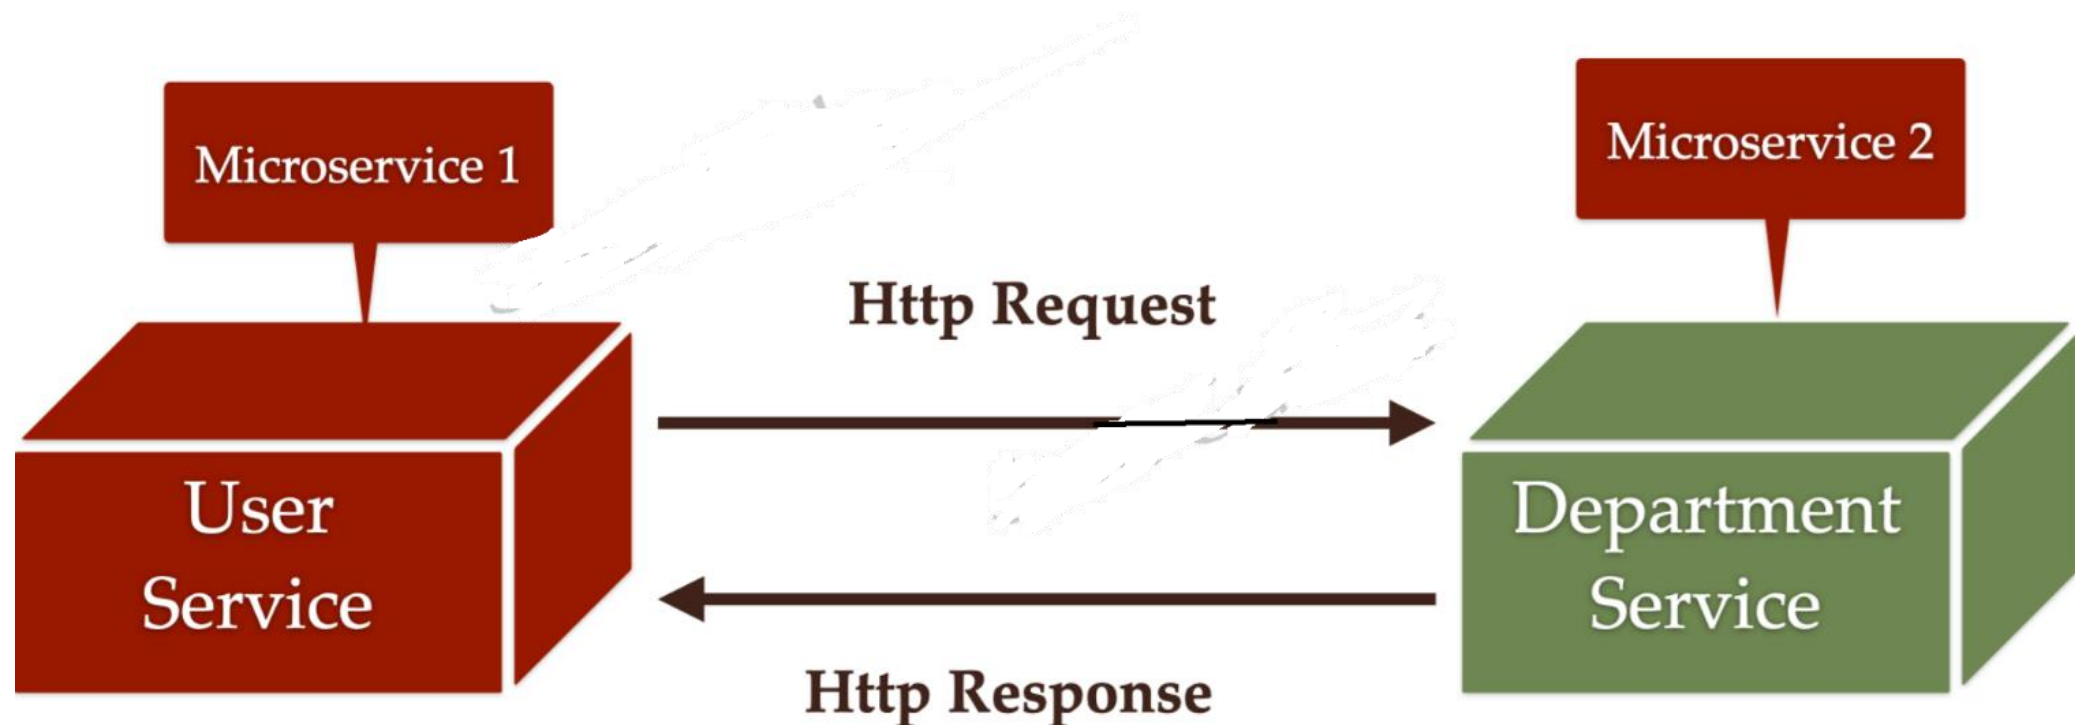 Microservice 1
Microservice 2
Http Request
User
Service
Department
Service
Http Response